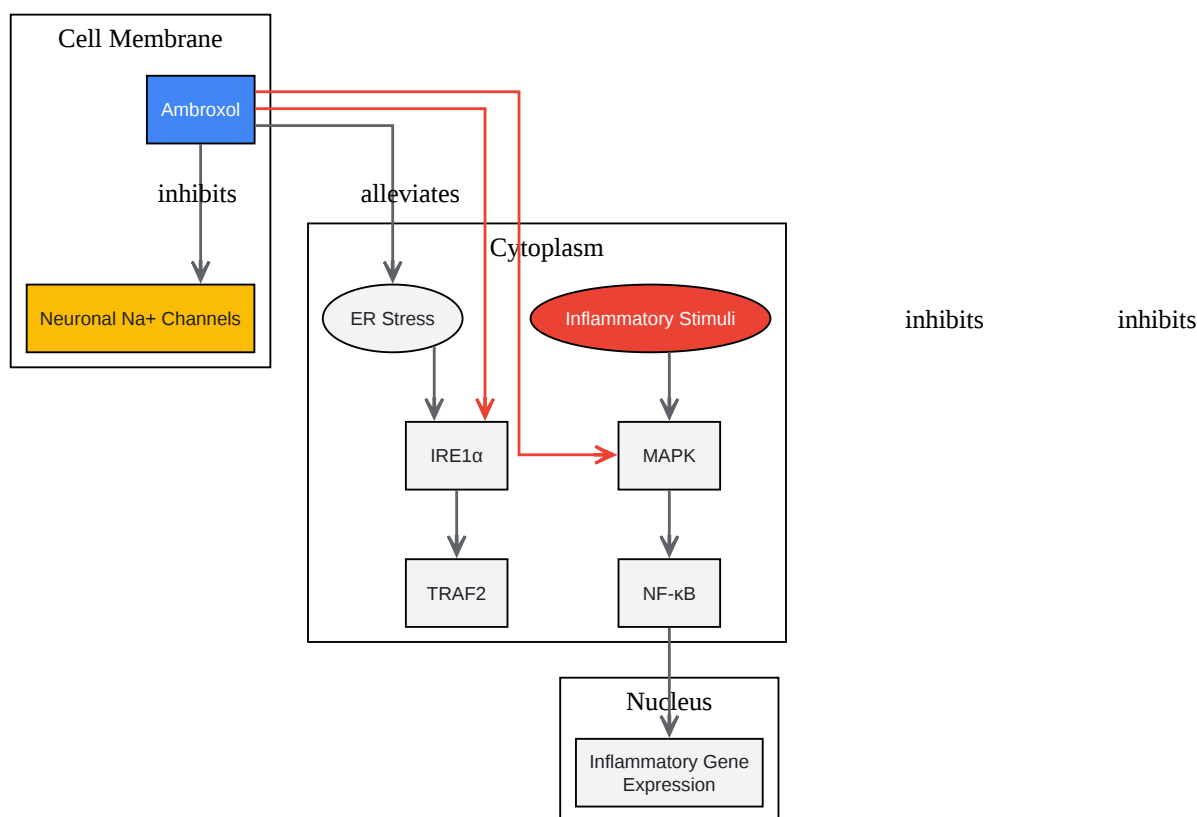 Cell Membrane
Ambroxol
inhibits
alleviates
Cytoplasm
Neuronal Na+ Channels
ER Stress
Inflammatory Stimuli
inhibits
inhibits
IRE1α
MAPK
TRAF2
NF-κB
Nucleus
Inflammatory Gene
Expression